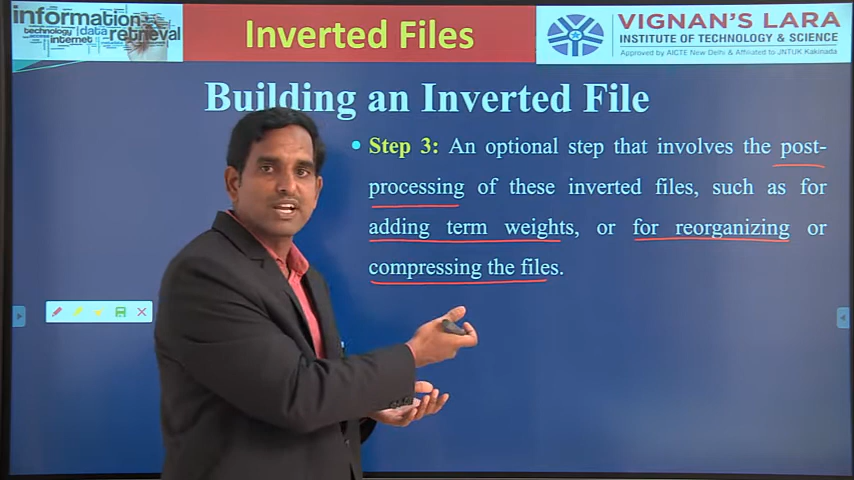 information
technology data
internet retrieval
Inverted Files
VIGNAN'S LARA
INSTITUTE OF TECHNOLOGY & SCIENCE
Approved by AICTE New Delhi & Affiliated to JNTUK Kakinada
Building an Inverted File
• Step 3: An optional step that involves the post-
processing of these inverted files, such as for
adding term weights, or for reorganizing or
compressing the files.